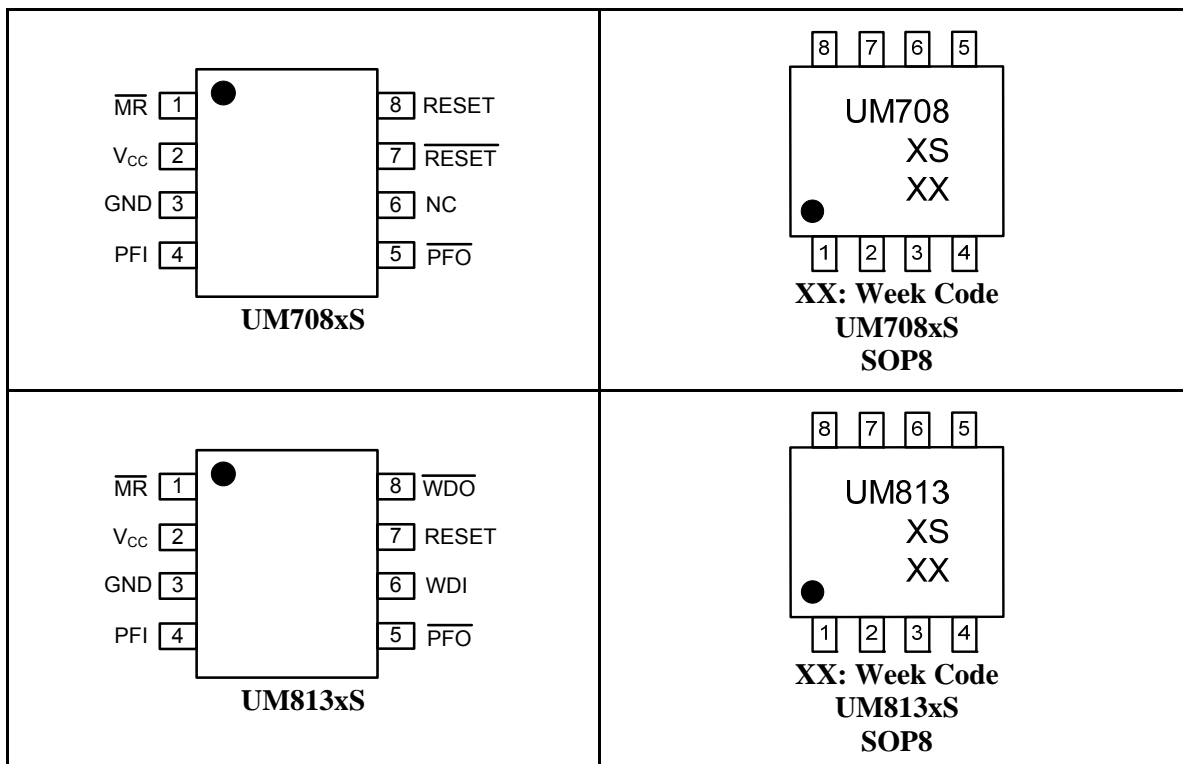 MR 1 8 RESET
VCC 2 7 RESET
GND 3 6 NC
PFI 4 5 PFO
UM708xS
8 7 6 5
UM708
XS
XX
1 2 3 4
XX: Week Code
UM708xS
SOP8
MR 1 8 WDO
VCC 2 7 RESET
GND 3 6 WDI
PFI 4 5 PFO
UM813xS
8 7 6 5
UM813
XS
XX
1 2 3 4
XX: Week Code
UM813xS
SOP8